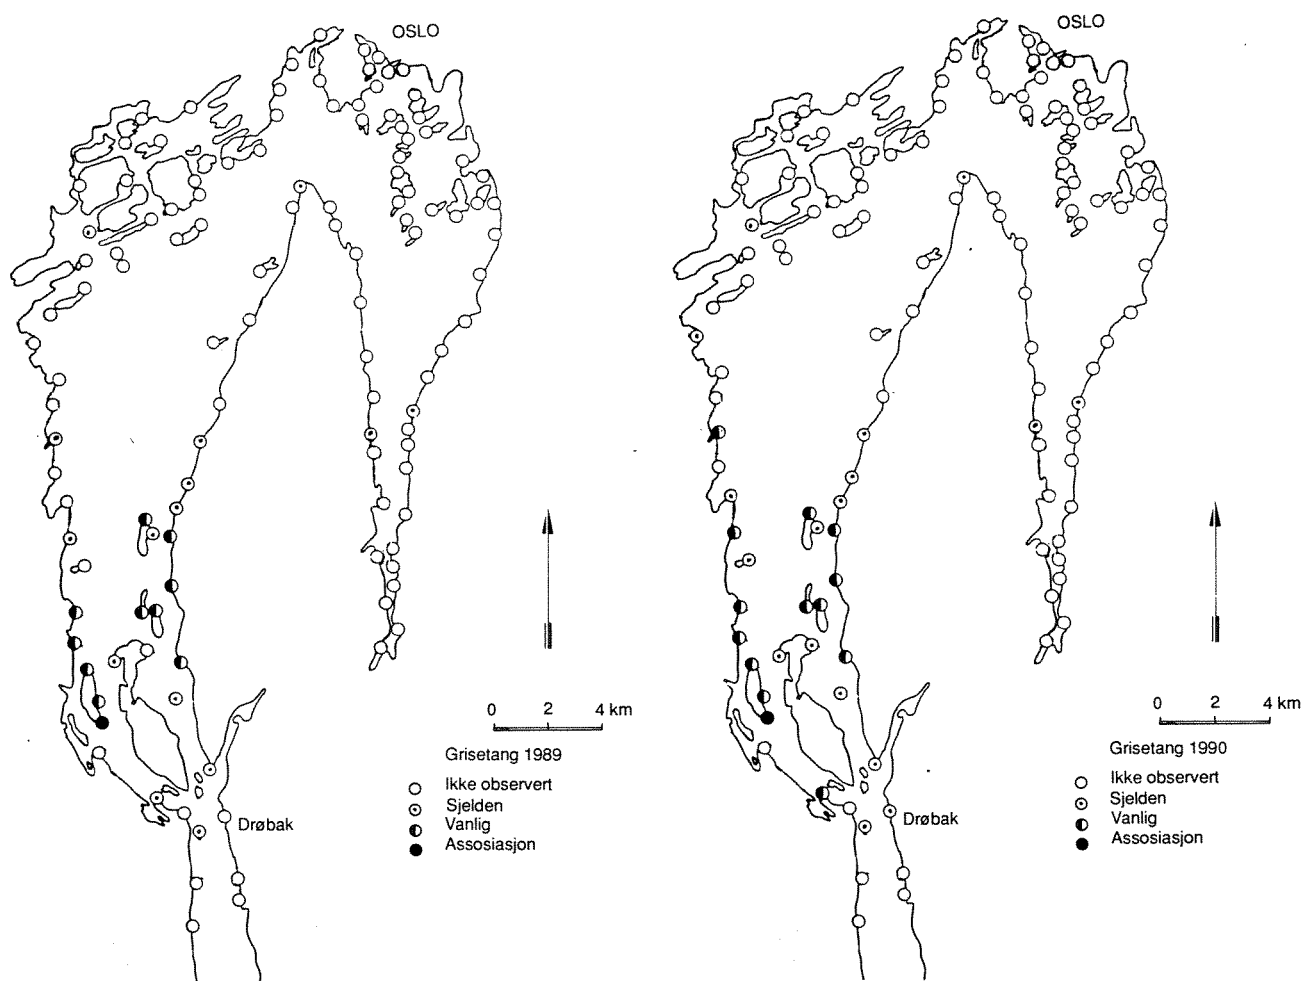 OSLO
0 2 4 km
Grisetang 1989
Ikke observert
Sjelden
Vanlig
Assosiasjon
Drøbak
OSLO
0 2 4 km
Grisetang 1990
Ikke observert
Sjelden
Vanlig
Assosiasjon
Drøbak